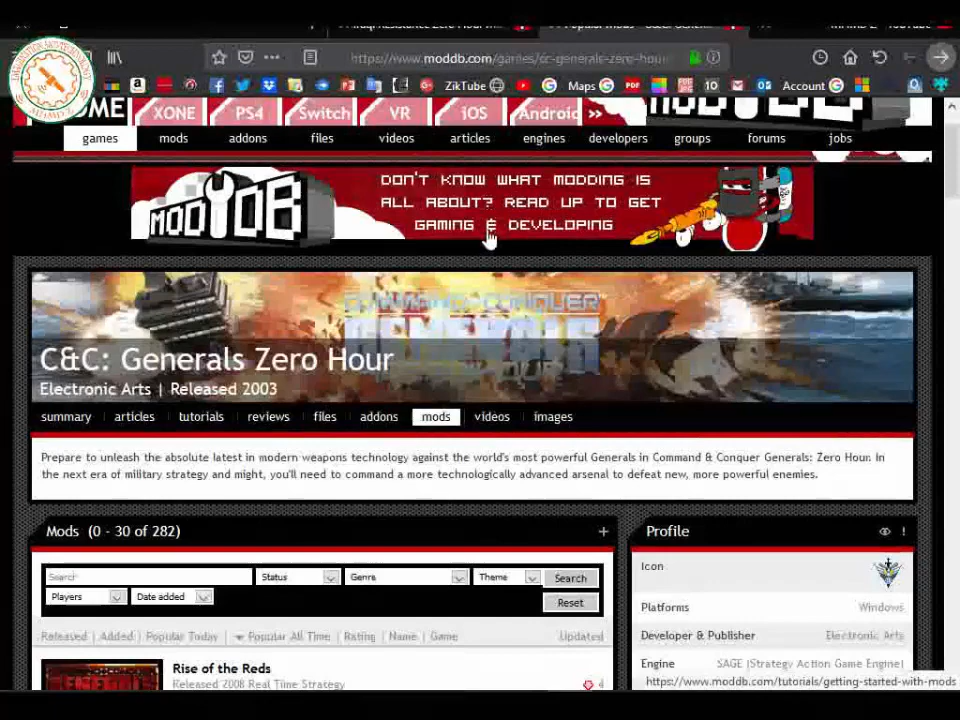 https://www.moddb.com/games/cc-generals-zero-hour
ZikTube
Maps
PDF
10
Account
HOME
XONE
PS4
Switch
VR
iOS
Android
>>
games
mods
addons
files
videos
articles
engines
developers
groups
forums
jobs
MODDB
DON'T KNOW WHAT MODDING IS
ALL ABOUT? READ UP TO GET
GAMING & DEVELOPING
COMMAND & CONQUER
GENERALS
C&C: Generals Zero Hour
Electronic Arts | Released 2003
summary
articles
tutorials
reviews
files
addons
mods
videos
images
Prepare to unleash the absolute latest in modern weapons technology against the world's most powerful Generals in Command & Conquer Generals: Zero Hour. In
the next era of military strategy and might, you'll need to command a more technologically advanced arsenal to defeat new, more powerful enemies.
Mods (0 - 30 of 282)
Profile
Search
Status
Genre
Theme
Search
Players
Date added
Reset
Icon
Platforms
Windows
Released | Added | Popular Today | Popular All Time | Rating | Name | Game
Updated
Developer & Publisher
Electronic Arts
Engine
SAGE (Strategy Action Game Engine)
Rise of the Reds
Released 2008 Real Time Strategy
4
https://www.moddb.com/tutorials/getting-started-with-mods